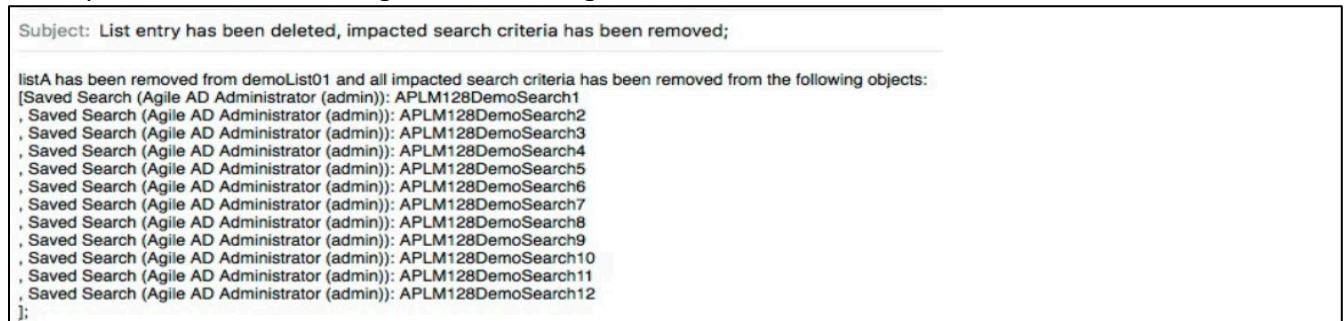 Subject: List entry has been deleted, impacted search criteria has been removed;
listA has been removed from demoList01 and all impacted search criteria has been removed from the following objects:
[Saved Search (Agile AD Administrator (admin)): APLM128DemoSearch1
, Saved Search (Agile AD Administrator (admin)): APLM128DemoSearch2
, Saved Search (Agile AD Administrator (admin)): APLM128DemoSearch3
, Saved Search (Agile AD Administrator (admin)): APLM128DemoSearch4
, Saved Search (Agile AD Administrator (admin)): APLM128DemoSearch5
, Saved Search (Agile AD Administrator (admin)): APLM128DemoSearch6
, Saved Search (Agile AD Administrator (admin)): APLM128DemoSearch7
, Saved Search (Agile AD Administrator (admin)): APLM128DemoSearch8
, Saved Search (Agile AD Administrator (admin)): APLM128DemoSearch9
, Saved Search (Agile AD Administrator (admin)): APLM128DemoSearch10
, Saved Search (Agile AD Administrator (admin)): APLM128DemoSearch11
, Saved Search (Agile AD Administrator (admin)): APLM128DemoSearch12
];